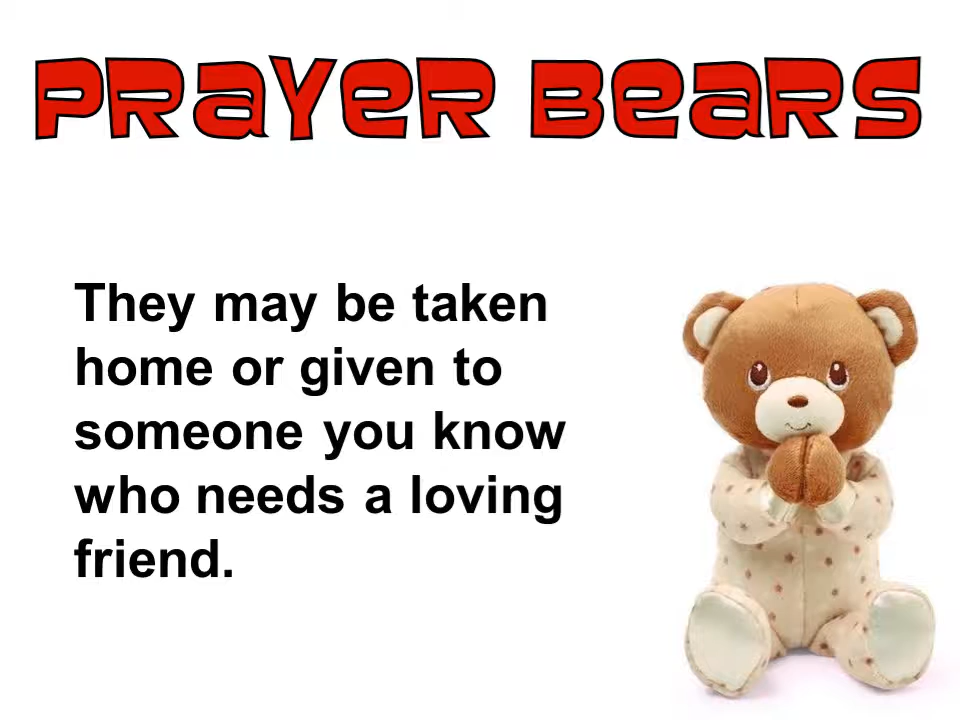 PRAYER BEARS
They may be taken
home or given to
someone you know
who needs a loving
friend.